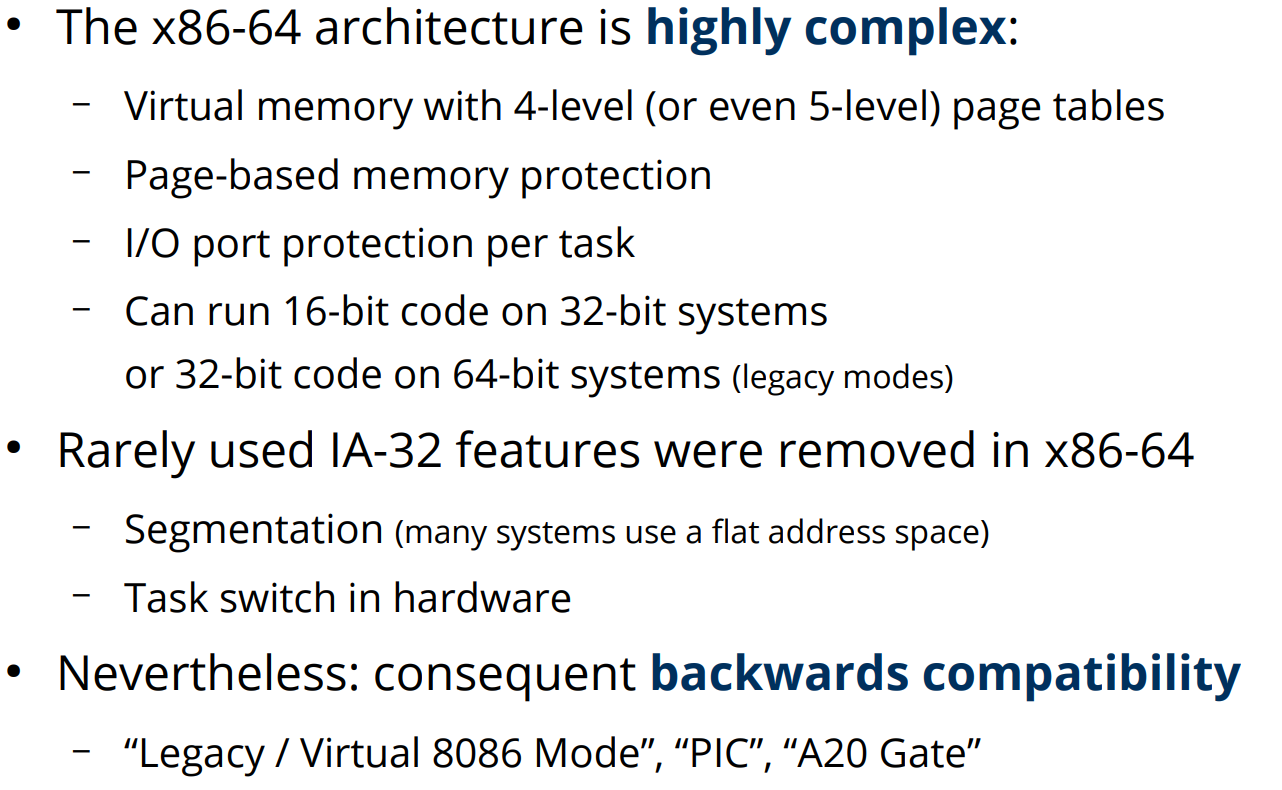 • The x86-64 architecture is highly complex:
– Virtual memory with 4-level (or even 5-level) page tables
– Page-based memory protection
– I/O port protection per task
– Can run 16-bit code on 32-bit systems
or 32-bit code on 64-bit systems (legacy modes)
• Rarely used IA-32 features were removed in x86-64
– Segmentation (many systems use a flat address space)
– Task switch in hardware
• Nevertheless: consequent backwards compatibility
– “Legacy / Virtual 8086 Mode”, “PIC”, “A20 Gate”